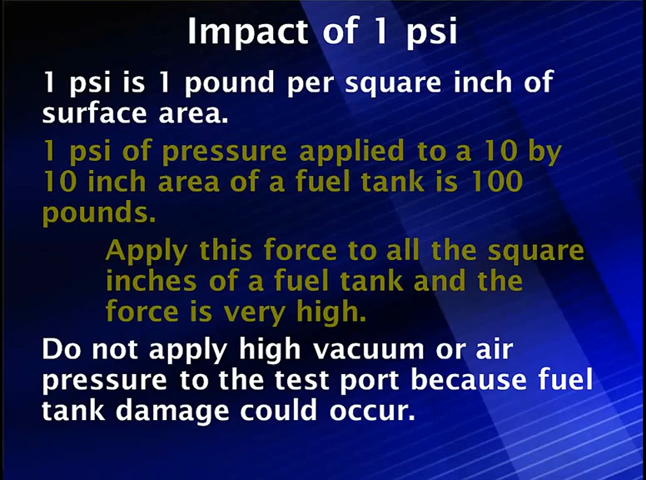 Impact of 1 psi
1 psi is 1 pound per square inch of
surface area.
1 psi of pressure applied to a 10 by
10 inch area of a fuel tank is 100
pounds.
Apply this force to all the square
inches of a fuel tank and the
force is very high.
Do not apply high vacuum or air
pressure to the test port because fuel
tank damage could occur.